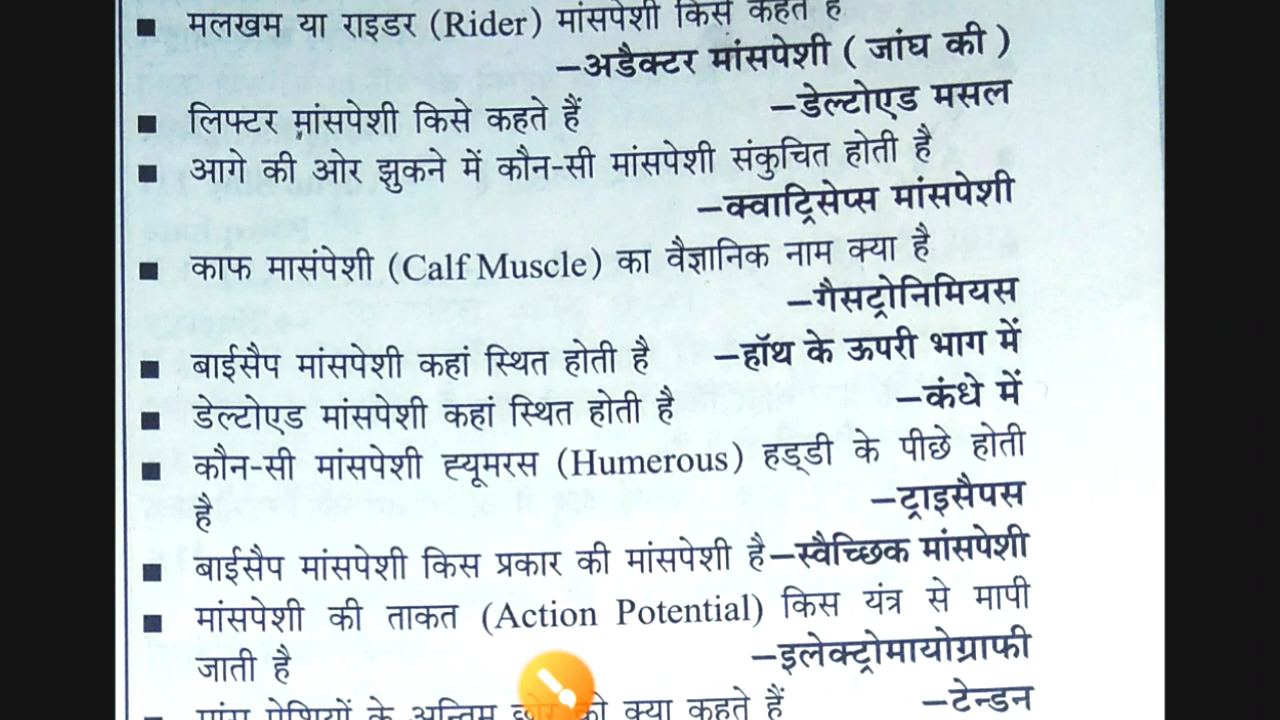 ■ मलखम या राइडर (Rider) मांसपेशी किसे कहते हैं
–अडैक्टर मांसपेशी ( जांघ की )
■ लिफ्टर मांसपेशी किसे कहते हैं –डेल्टोएड मसल
■ आगे की ओर झुकने में कौन-सी मांसपेशी संकुचित होती है
–क्वाट्रिसेप्स मांसपेशी
■ काफ मासंपेशी (Calf Muscle) का वैज्ञानिक नाम क्या है
–गैसट्रोनिमियस
■ बाईसैप मांसपेशी कहां स्थित होती है –हॉथ के ऊपरी भाग में
■ डेल्टोएड मांसपेशी कहां स्थित होती है –कंधे में
■ कौन-सी मांसपेशी ह्यूमरस (Humerous) हड्डी के पीछे होती
है –ट्राइसैपस
■ बाईसैप मांसपेशी किस प्रकार की मांसपेशी है –स्वैच्छिक मांसपेशी
■ मांसपेशी की ताकत (Action Potential) किस यंत्र से मापी
जाती है –इलेक्ट्रोमायोग्राफी
के अन्तिम छोर को क्या कहते हैं –टेन्डन